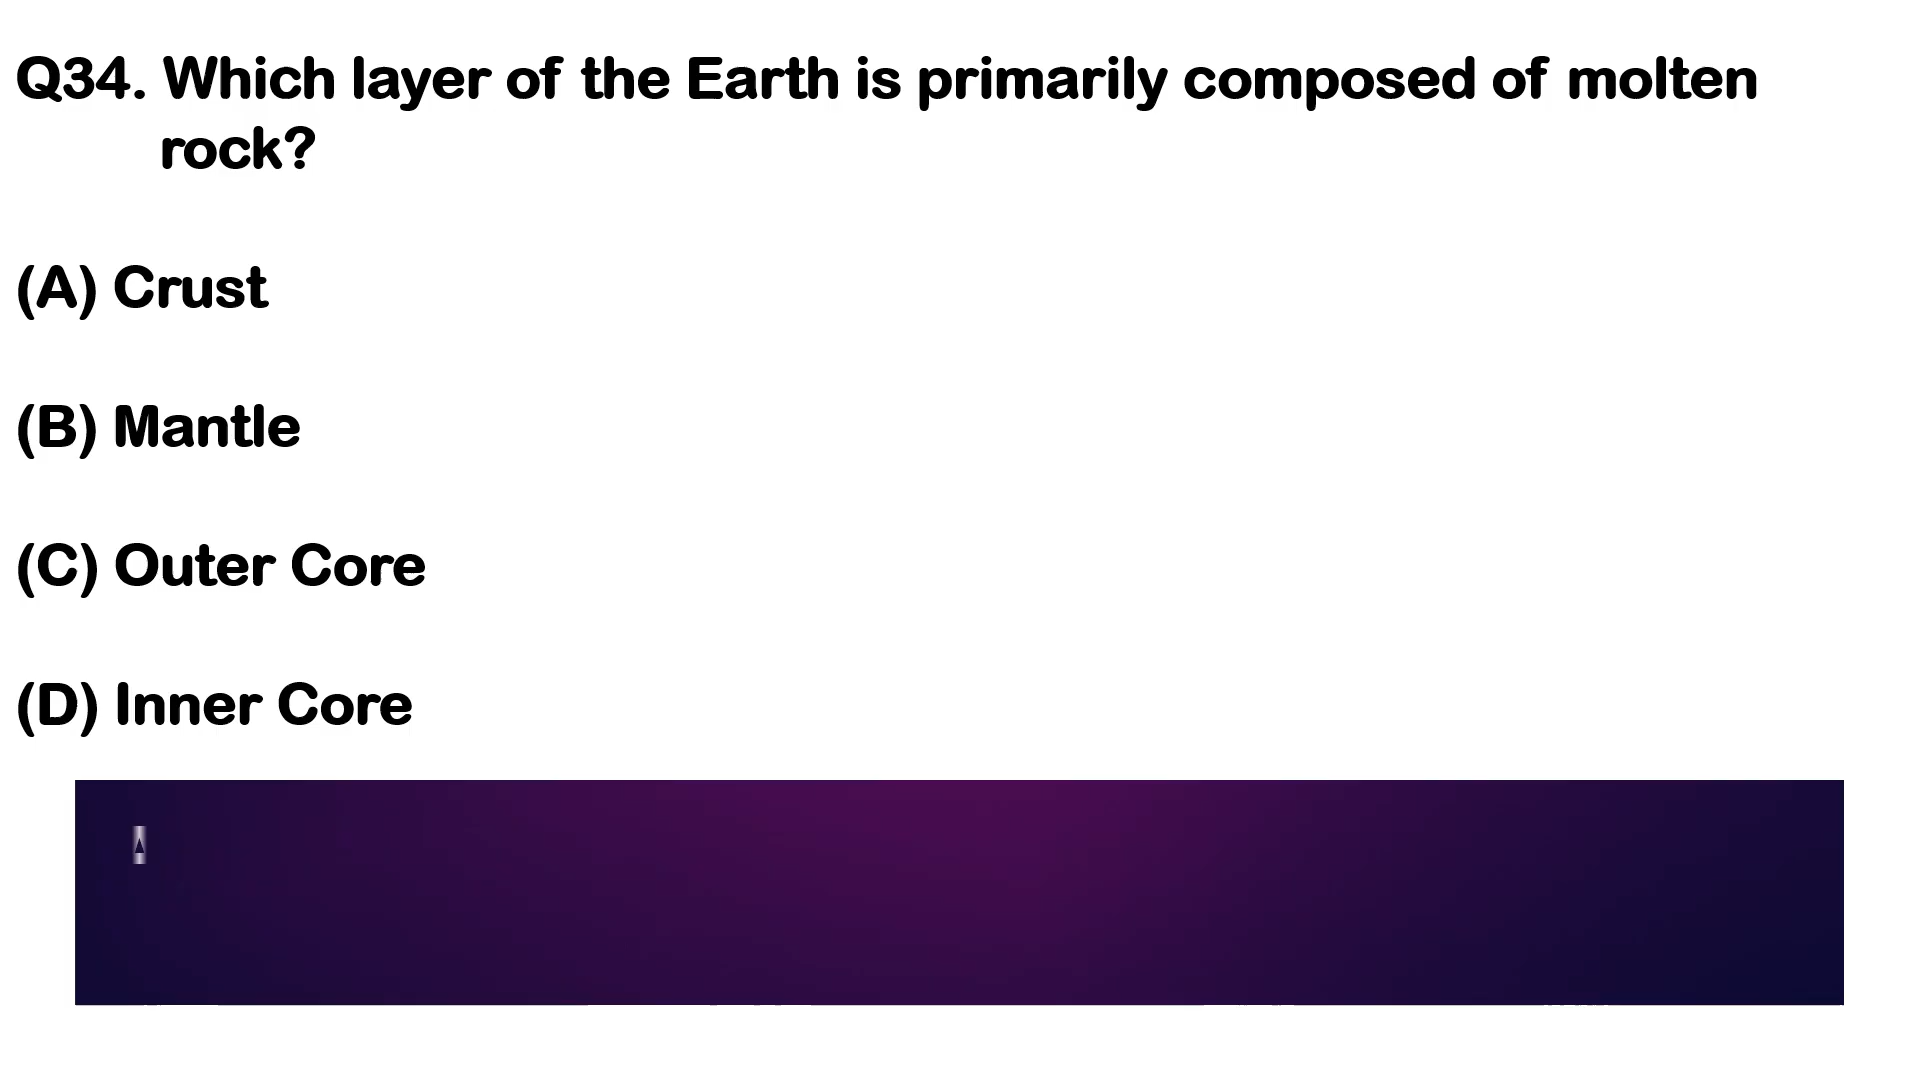 Q34. Which layer of the Earth is primarily composed of molten
rock?
(A) Crust
(B) Mantle
(C) Outer Core
(D) Inner Core